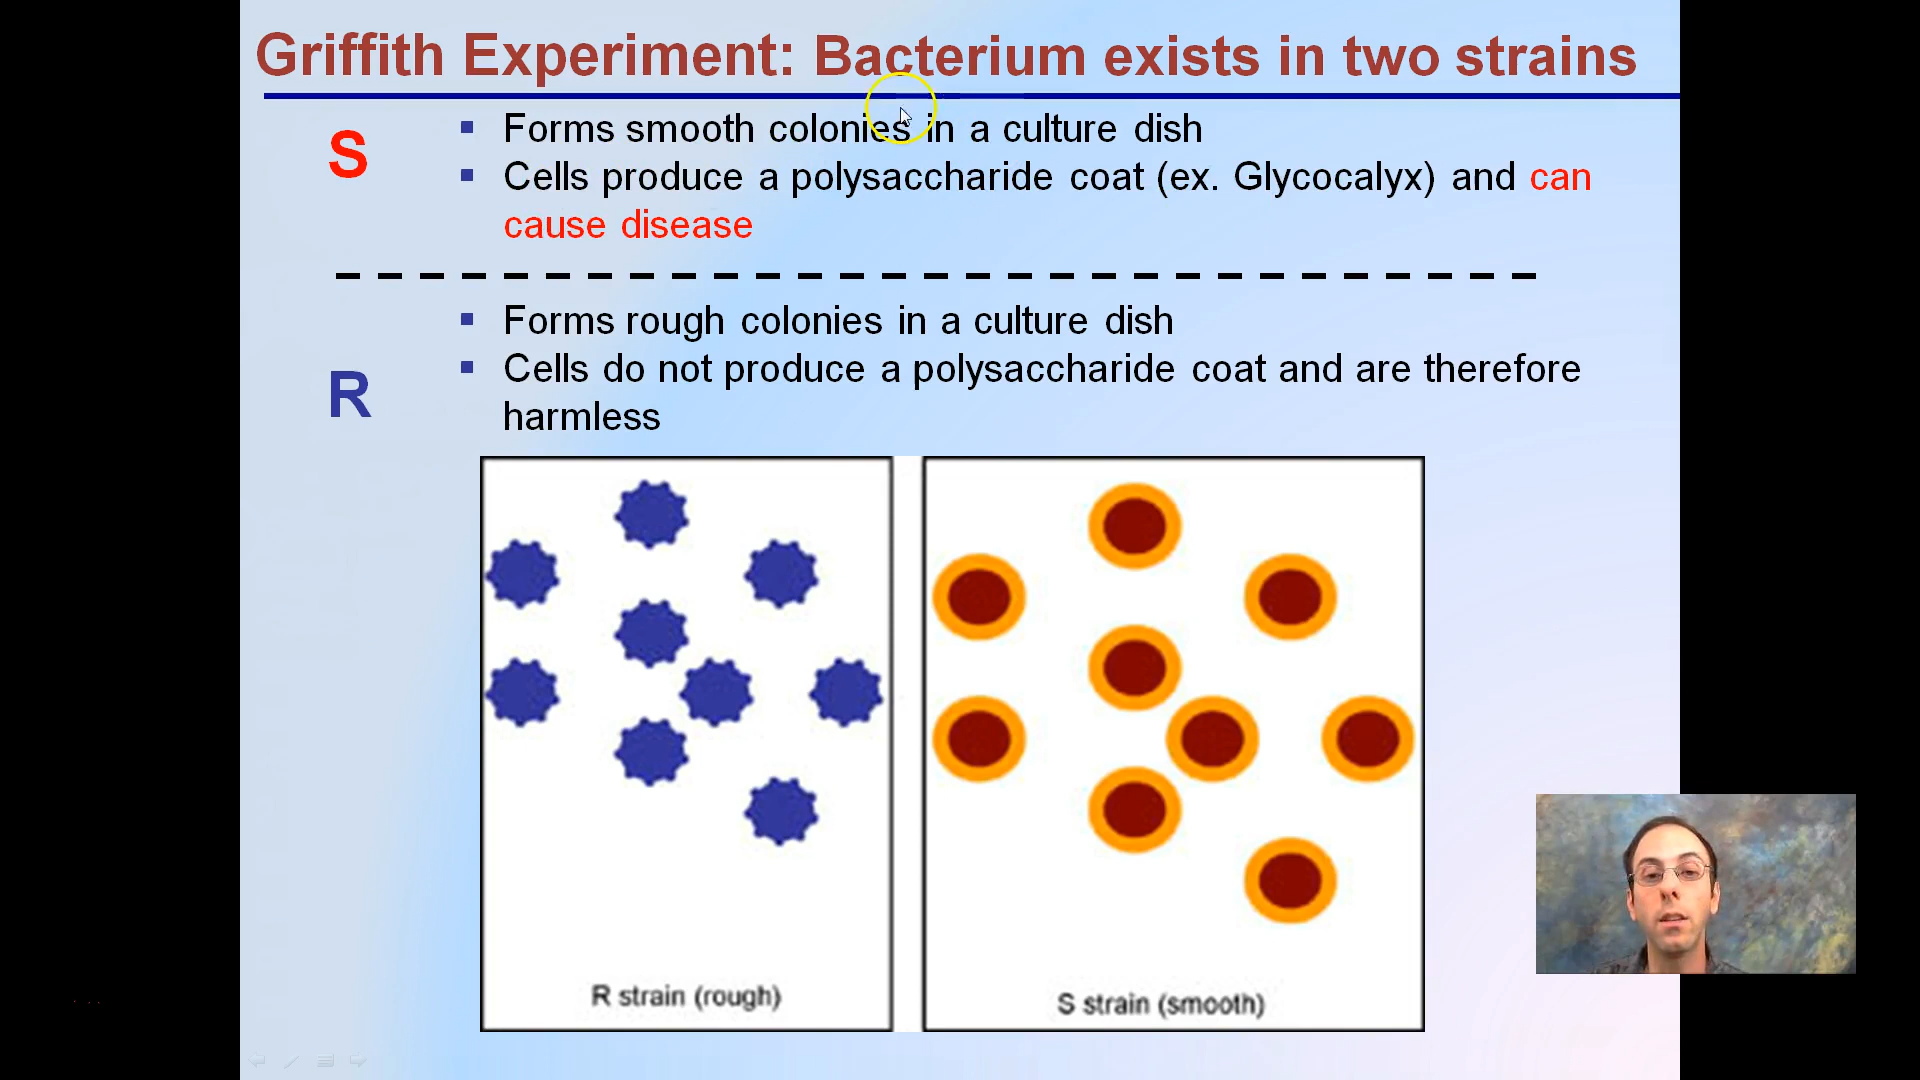 Griffith Experiment: Bacterium exists in two strains
S
Forms smooth colonies in a culture dish
Cells produce a polysaccharide coat (ex. Glycocalyx) and can
cause disease
R
Forms rough colonies in a culture dish
Cells do not produce a polysaccharide coat and are therefore
harmless
R strain (rough)
S strain (smooth)